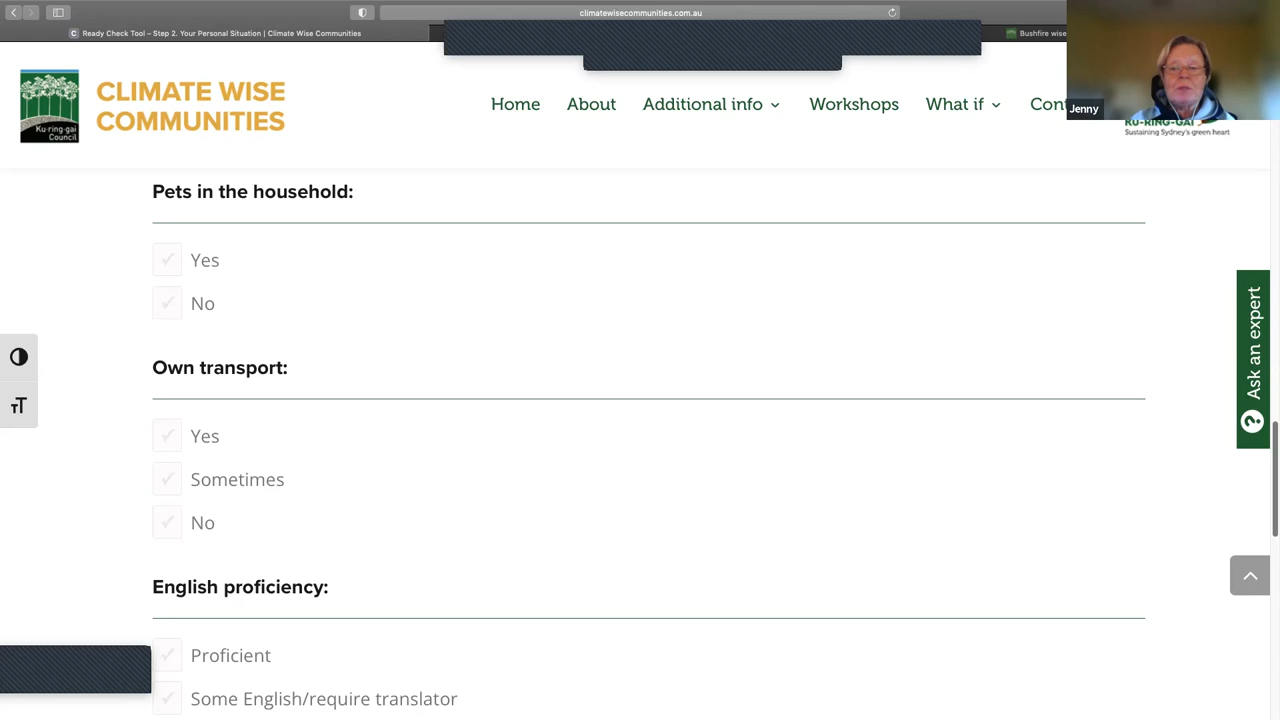 climatewisecommunities.com.au
Ready Check Tool – Step 2. Your Personal Situation | Climate Wise Communities
Bushfire wise
Jenny
Ku-ring-gai
Council
CLIMATE WISE
COMMUNITIES
Home
About
Additional info
Workshops
What if
KU-RING-GAI
Sustaining Sydney's green heart
Pets in the household:
Yes
No
Own transport:
Yes
Sometimes
No
English proficiency:
Proficient
Some English/require translator
Ask an expert